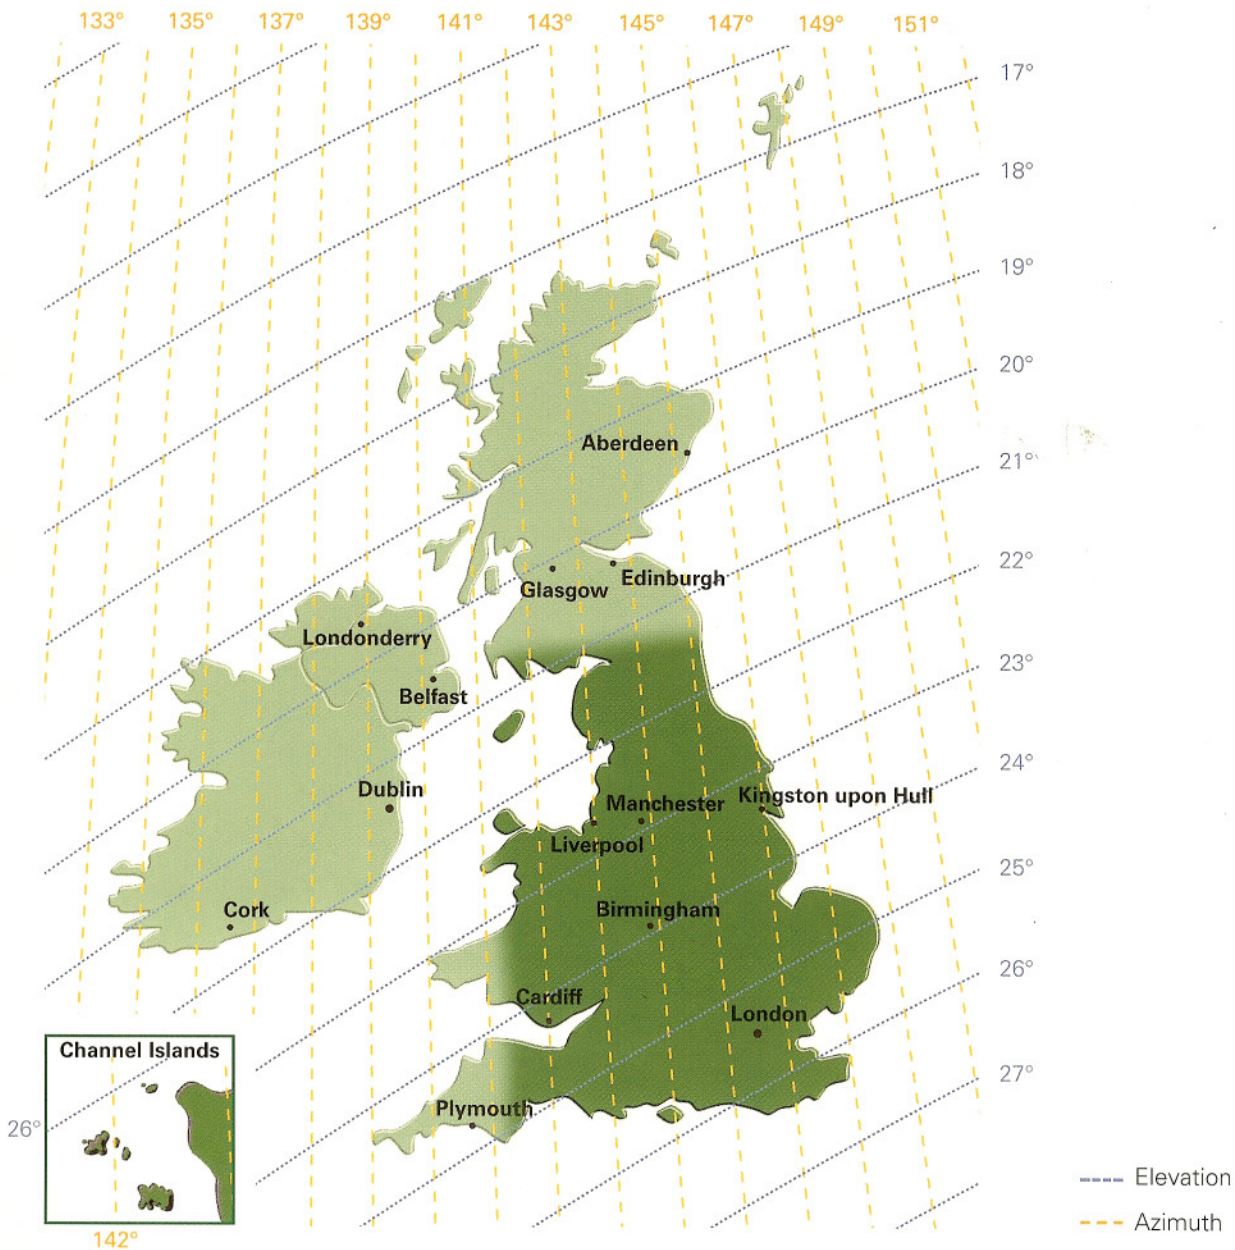 133° 135° 137° 139° 141° 143° 145° 147° 149° 151°
17°
18°
19°
20°
Aberdeen
21°
22°
Glasgow
Edinburgh
Londonderry
23°
Belfast
24°
Dublin
Kingston upon Hull
Manchester
Liverpool
25°
Cork
Birmingham
26°
Cardiff
London
Channel Islands
27°
Plymouth
26°
Elevation
Azimuth
142°